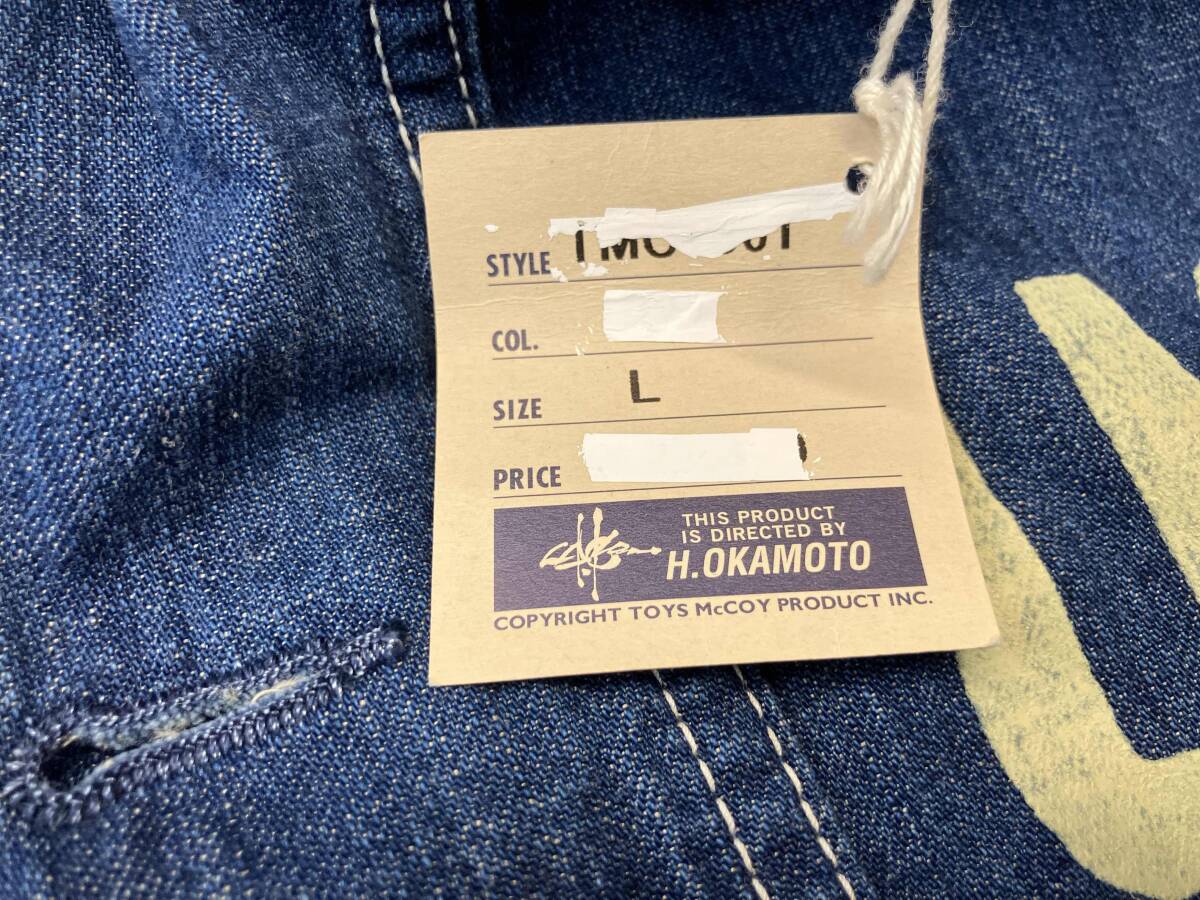 STYLE
COL.
SIZE L
PRICE
THIS PRODUCT
IS DIRECTED BY
H.OKAMOTO
COPYRIGHT TOYS McCOY PRODUCT INC.